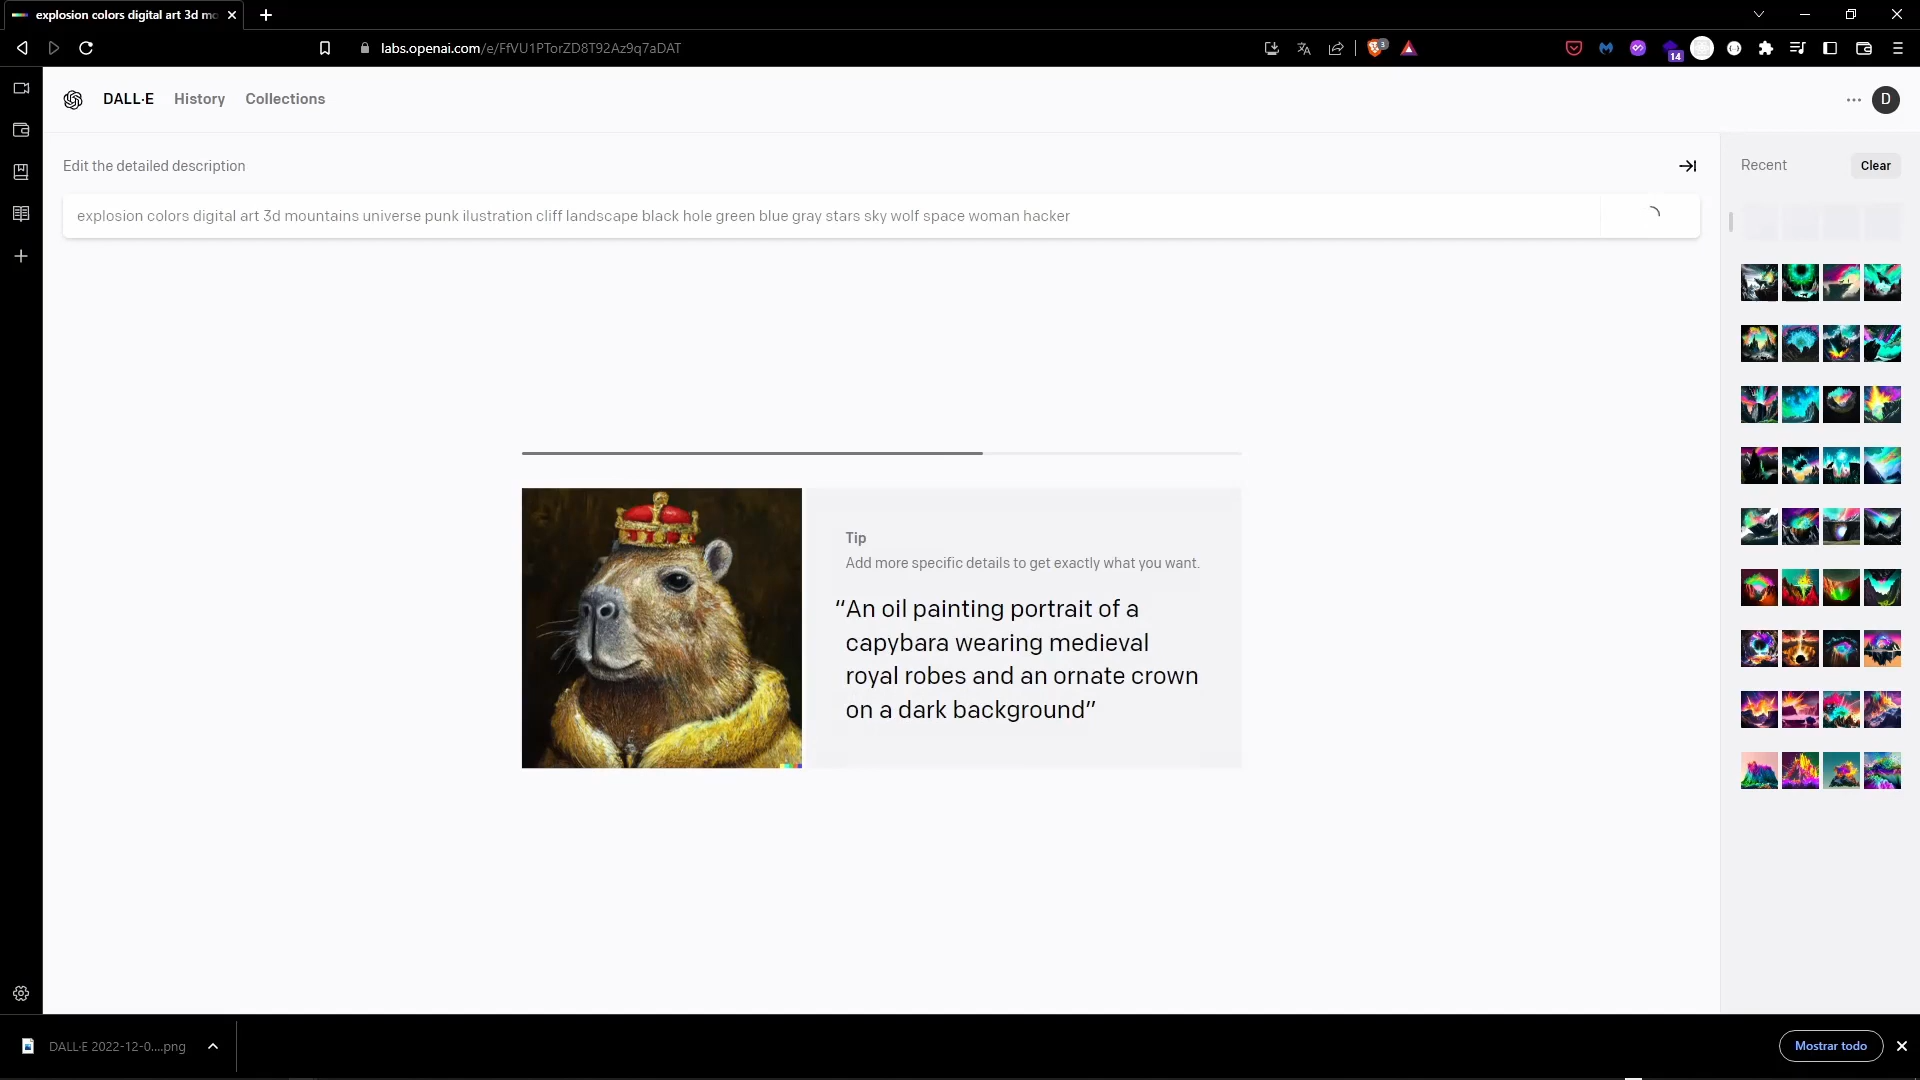 explosion colors digital art 3d mo
labs.openai.com/e/FfVU1PTorZD8T92Az9q7aDAT
3
14
DALL·E History Collections
D
Edit the detailed description
Recent
Clear
explosion colors digital art 3d mountains universe punk ilustration cliff landscape black hole green blue gray stars sky wolf space woman hacker
Tip
Add more specific details to get exactly what you want.
“An oil painting portrait of a
capybara wearing medieval
royal robes and an ornate crown
on a dark background”
DALL·E 2022-12-0....png
Mostrar todo